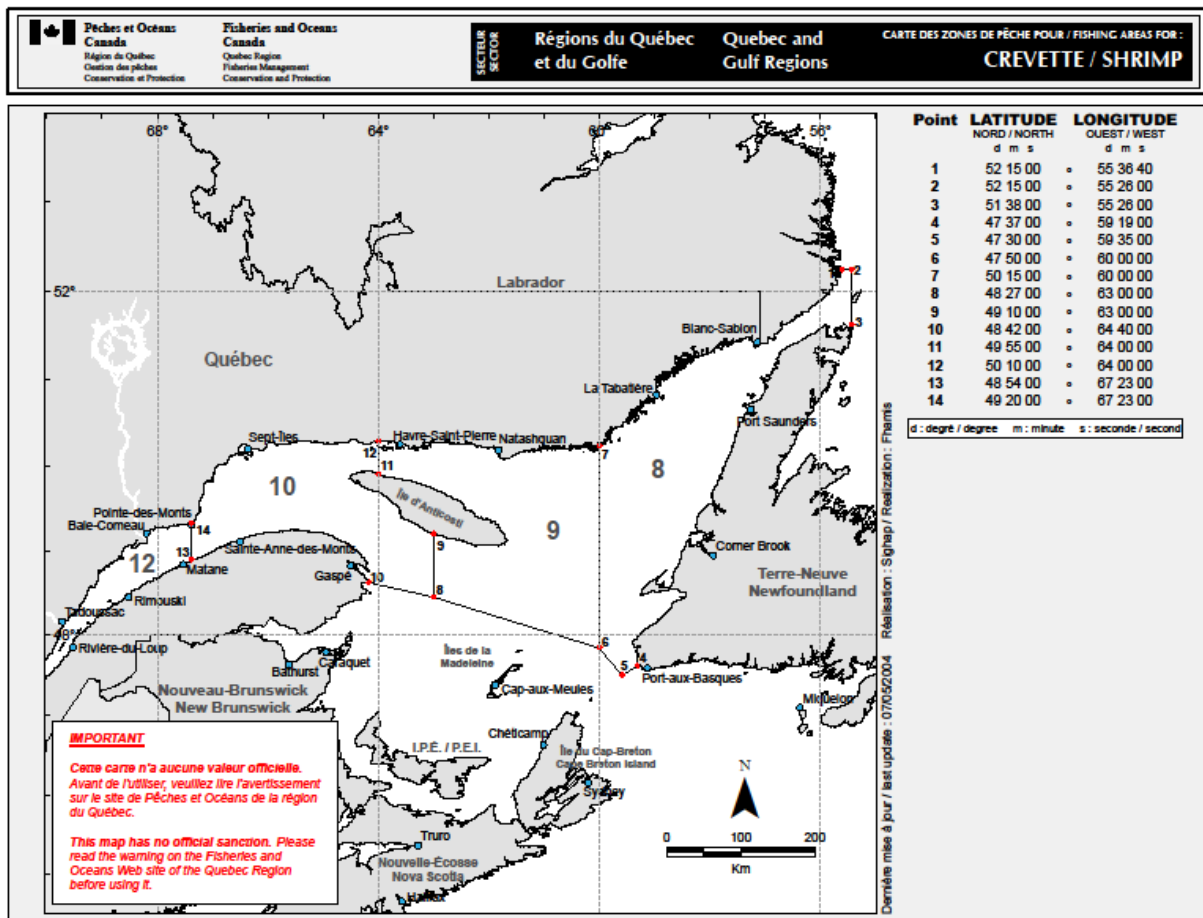 Pêches et Océans
Canada
Région du Québec
Gestion des pêches
Conservation et Protection
Fisheries and Oceans
Canada
Quebec Region
Fisheries Management
Conservation and Protection
SECTEUR
SECTOR
Régions du Québec
et du Golfe
Quebec and
Gulf Regions
CARTE DES ZONES DE PÊCHE POUR / FISHING AREAS FOR :
CREVETTE / SHRIMP
68°
64°
60°
56°
52°
48°
Labrador
Québec
Blanc-Sablon
La Tabatière
Port Saunders
Sept-Îles
Havre-Saint-Pierre
Natashquan
Île d'Anticosti
Pointe-des-Monts
Baie-Comeau
Sainte-Anne-des-Monts
Matane
Gaspé
Rimouski
Tadoussac
Rivière-du-Loup
Corner Brook
Terre-Neuve
Newfoundland
Îles de la
Madeleine
Cap-aux-Meules
Port-aux-Basques
Miquelon
Caraquet
Bathurst
Nouveau-Brunswick
New Brunswick
I.P.É. / P.E.I.
Chéticamp
Île du Cap-Breton
Cape Breton Island
Sydney
Truro
Nouvelle-Écosse
Nova Scotia
Halifax
8
9
10
12
1
2
3
4
5
6
7
8
9
10
11
12
13
14
IMPORTANT
Cette carte n'a aucune valeur officielle.
Avant de l'utiliser, veuillez lire l'avertissement
sur le site de Pêches et Océans de la région
du Québec.
This map has no official sanction. Please
read the warning on the Fisheries and
Oceans Web site of the Quebec Region
before using it.
N
0 100 200
Km
Point LATITUDE LONGITUDE
NORD / NORTH OUEST / WEST
d m s d m s
1 52 15 00 ° 55 36 40
2 52 15 00 ° 55 26 00
3 51 38 00 ° 55 26 00
4 47 37 00 ° 59 19 00
5 47 30 00 ° 59 35 00
6 47 50 00 ° 60 00 00
7 50 15 00 ° 60 00 00
8 48 27 00 ° 63 00 00
9 49 10 00 ° 63 00 00
10 48 42 00 ° 64 40 00
11 49 55 00 ° 64 00 00
12 50 10 00 ° 64 00 00
13 48 54 00 ° 67 23 00
14 49 20 00 ° 67 23 00
d : degré / degree m : minute s : seconde / second
Dernière mise à jour / last update : 07/05/2004 Réalisation : Sighap / Realization : Fhamis